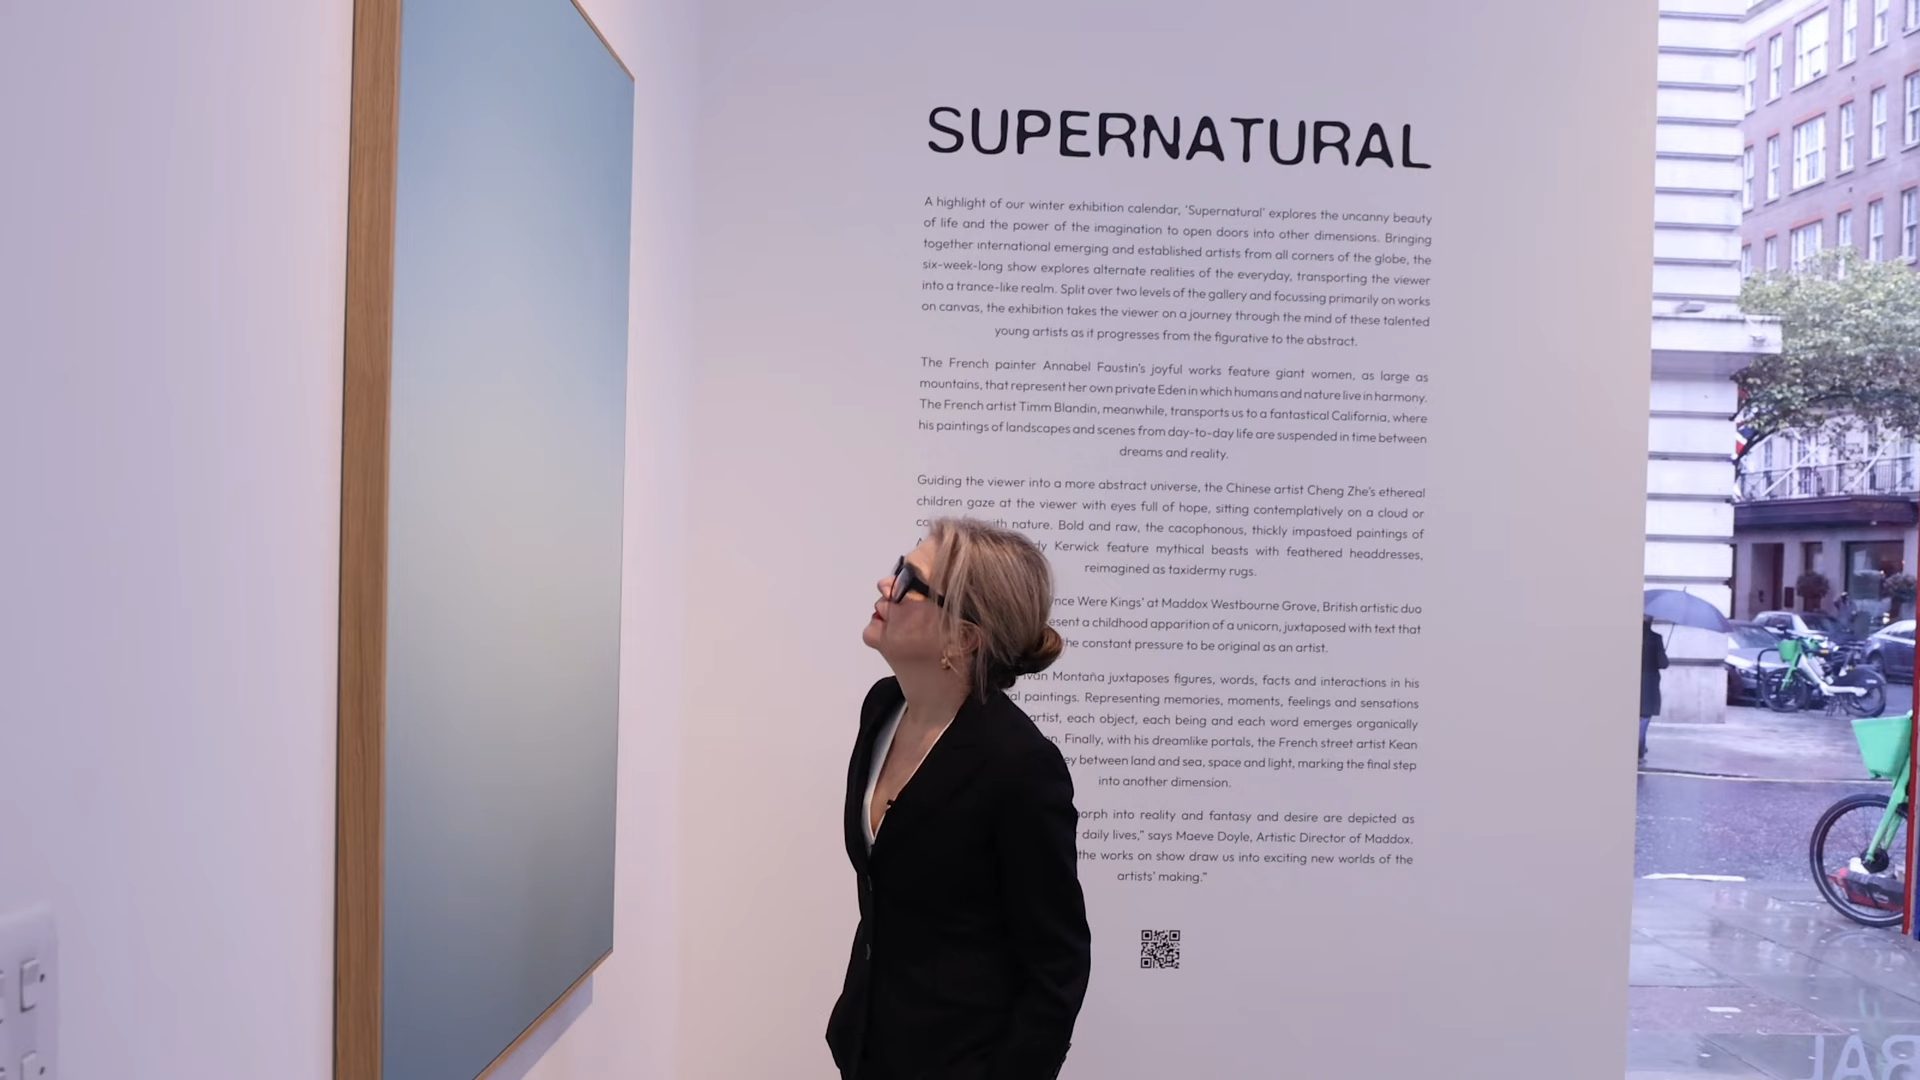 SUPERNATURAL
A highlight of our winter exhibition calendar, 'Supernatural' explores the uncanny beauty
of life and the power of the imagination to open doors into other dimensions. Bringing
together international emerging and established artists from all corners of the globe, the
six-week-long show explores alternate realities of the everyday, transporting the viewer
into a trance-like realm. Split over two levels of the gallery and focussing primarily on works
on canvas, the exhibition takes the viewer on a journey through the mind of these talented
young artists as it progresses from the figurative to the abstract.
The French painter Annabel Faustin's joyful works feature giant women, as large as
mountains, that represent her own private Eden in which humans and nature live in harmony.
The French artist Timm Blandin, meanwhile, transports us to a fantastical California, where
his paintings of landscapes and scenes from day-to-day life are suspended in time between
dreams and reality.
Guiding the viewer into a more abstract universe, the Chinese artist Cheng Zhe's ethereal
children gaze at the viewer with eyes full of hope, sitting contemplatively on a cloud or
nature. Bold and raw, the cacophonous, thickly impastoed paintings of
Kerwick feature mythical beasts with feathered headdresses,
reimagined as taxidermy rugs.
Were Kings' at Maddox Westbourne Grove, British artistic duo
a childhood apparition of a unicorn, juxtaposed with text that
the constant pressure to be original as an artist.
Iván Montaña juxtaposes figures, words, facts and interactions in his
paintings. Representing memories, moments, feelings and sensations
artist, each object, each being and each word emerges organically
Finally, with his dreamlike portals, the French street artist Kean
between land and sea, space and light, marking the final step
into another dimension.
into reality and fantasy and desire are depicted as
daily lives," says Maeve Doyle, Artistic Director of Maddox.
the works on show draw us into exciting new worlds of the
artists' making."